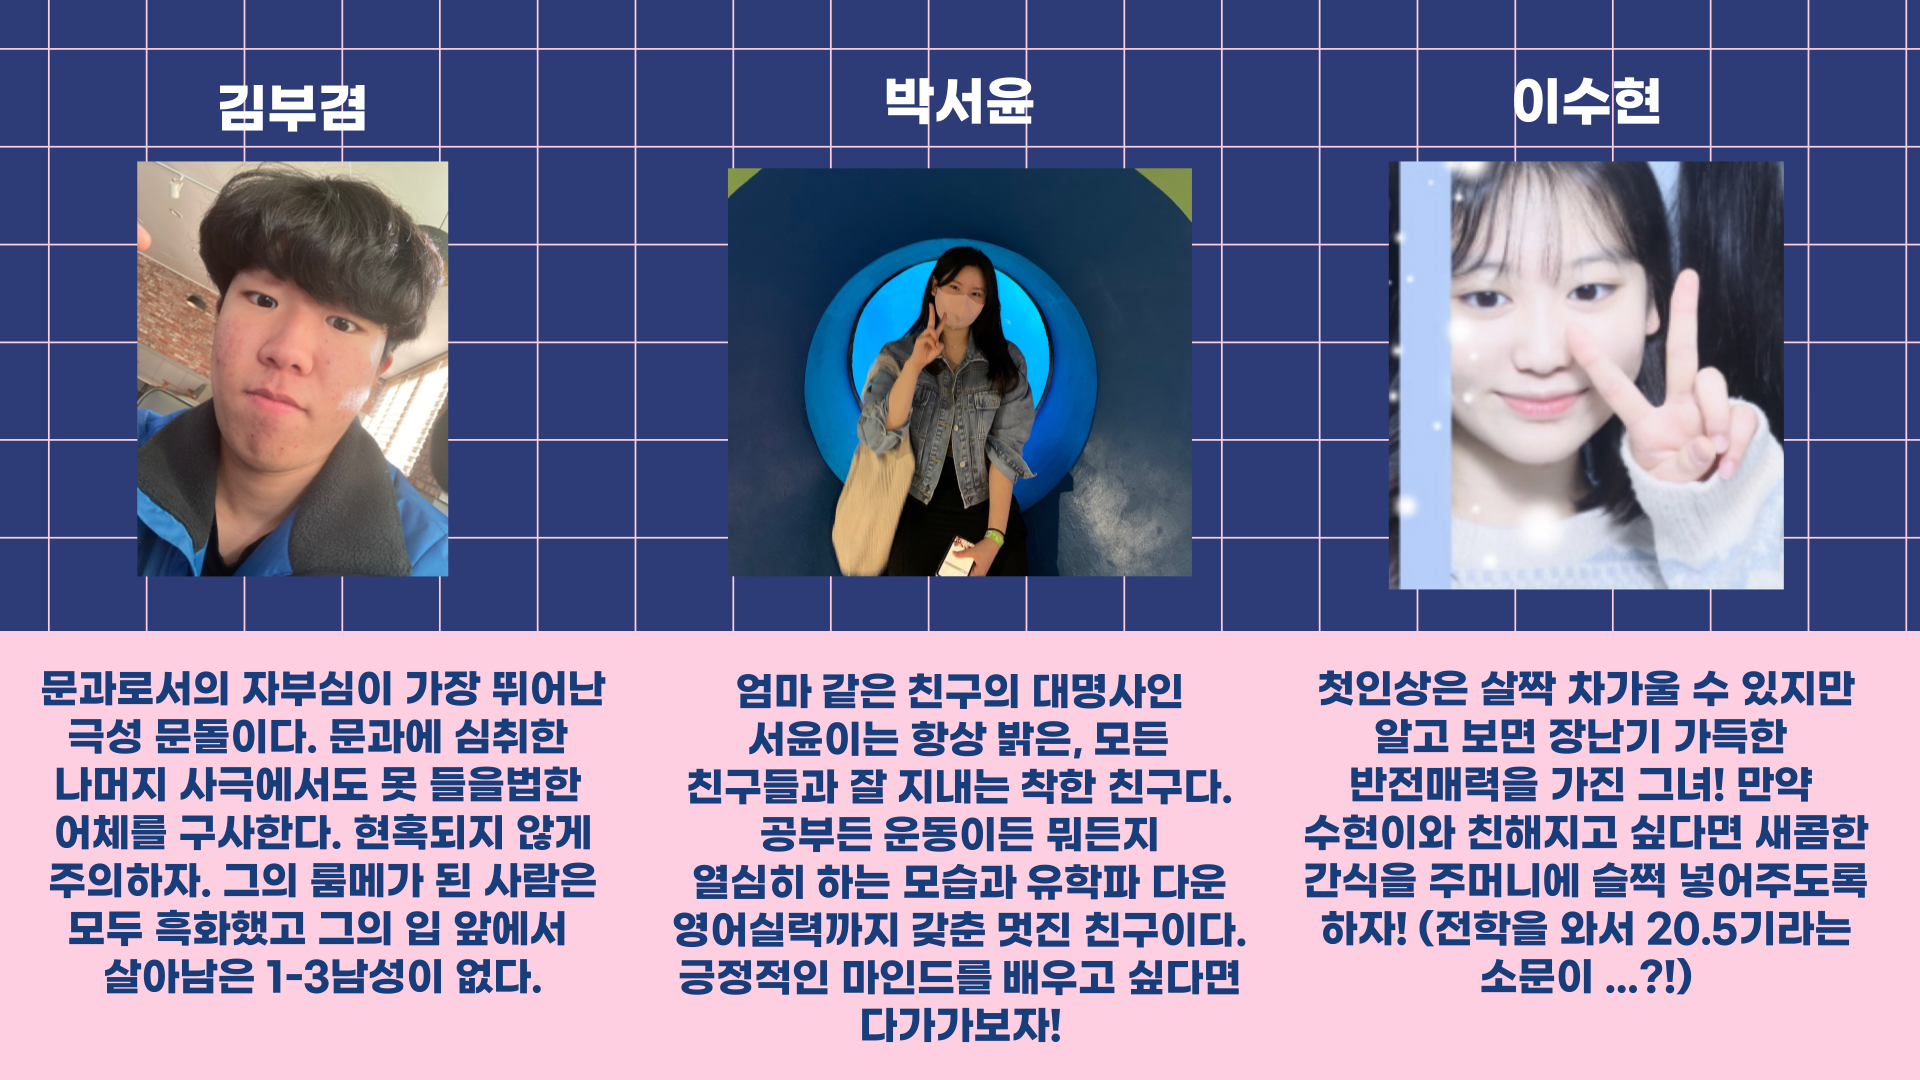 김부겸
문과로서의 자부심이 가장 뛰어난
극성 문돌이다. 문과에 심취한
나머지 사극에서도 못 들을법한
어체를 구사한다. 현혹되지 않게
주의하자. 그의 룸메가 된 사람은
모두 흑화했고 그의 입 앞에서
살아남은 1-3남성이 없다.
박서윤
엄마 같은 친구의 대명사인
서윤이는 항상 밝은, 모든
친구들과 잘 지내는 착한 친구다.
공부든 운동이든 뭐든지
열심히 하는 모습과 유학파 다운
영어실력까지 갖춘 멋진 친구이다.
긍정적인 마인드를 배우고 싶다면
다가가보자!
이수현
첫인상은 살짝 차가울 수 있지만
알고 보면 장난기 가득한
반전매력을 가진 그녀! 만약
수현이와 친해지고 싶다면 새콤한
간식을 주머니에 슬쩍 넣어주도록
하자! (전학을 와서 20.5기라는
소문이 ...?!)